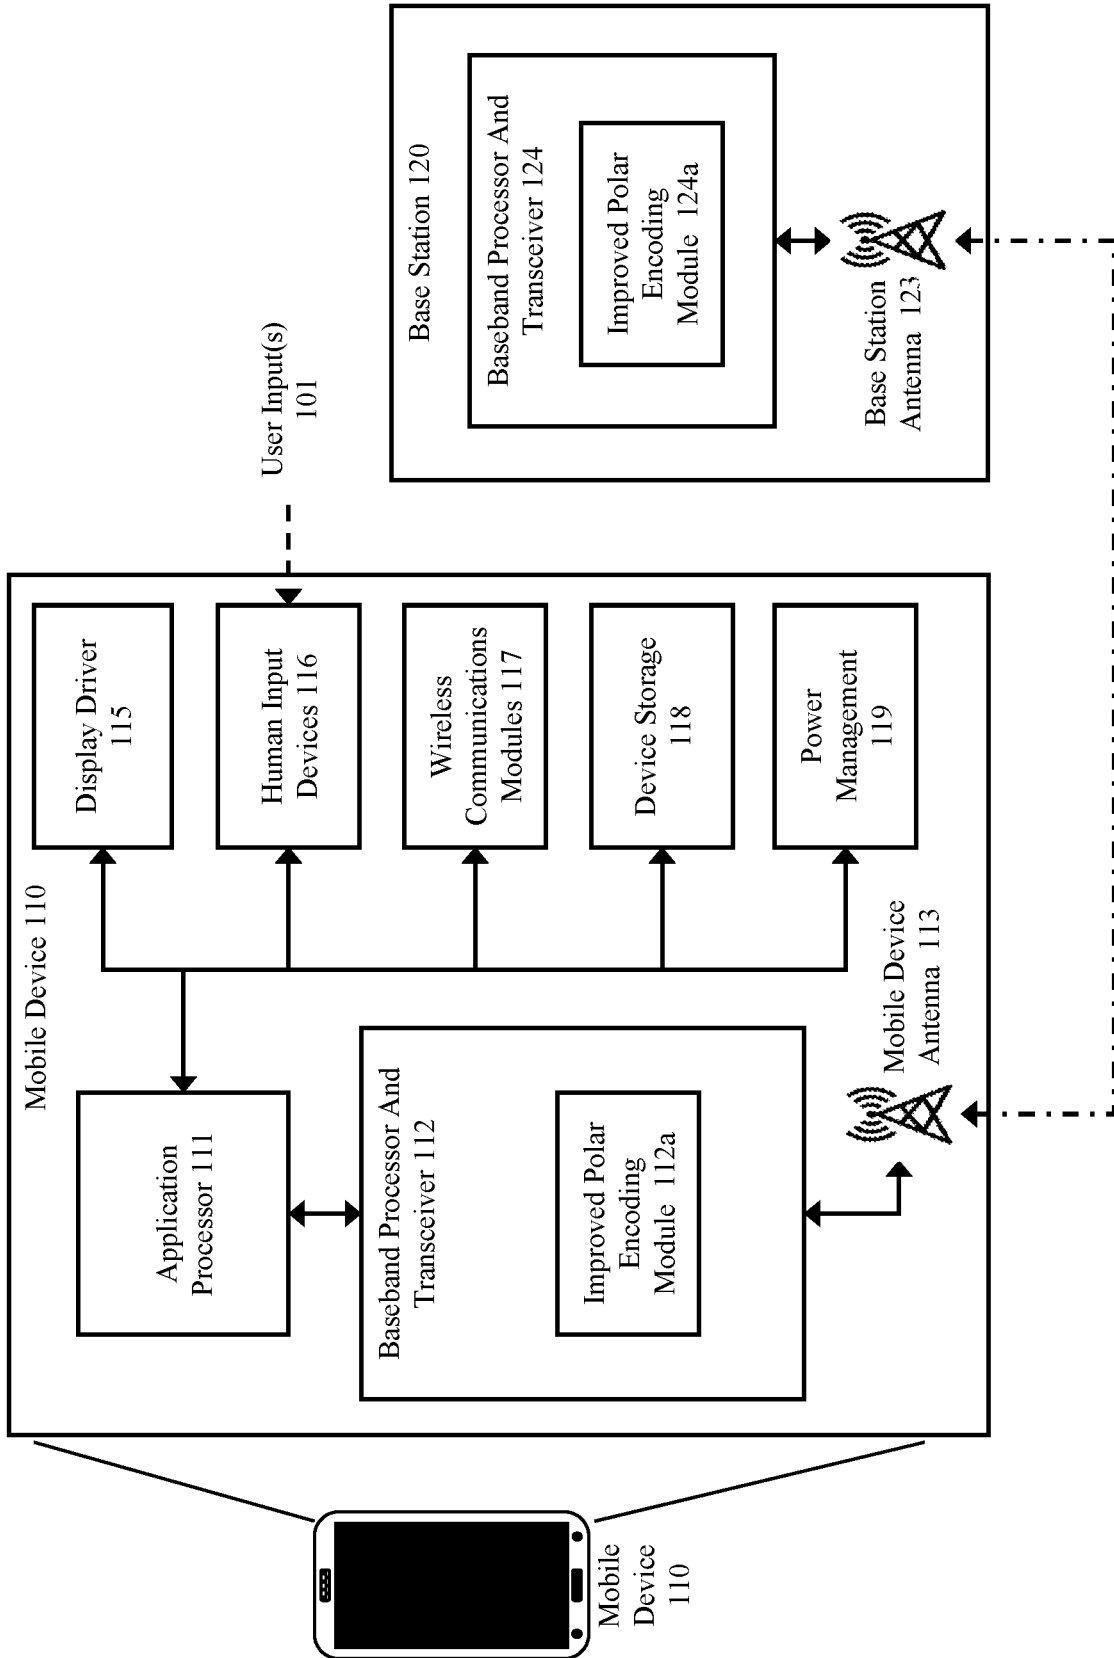 Mobile
Device
110
Mobile Device 110
Application
Processor 111
Baseband Processor And
Transceiver 112
Improved Polar
Encoding
Module 112a
Mobile Device
Antenna 113
Display Driver
115
Human Input
Devices 116
Wireless
Communications
Modules 117
Device Storage
118
Power
Management
119
User Input(s)
101
Base Station 120
Baseband Processor And
Transceiver 124
Improved Polar
Encoding
Module 124a
Base Station
Antenna 123